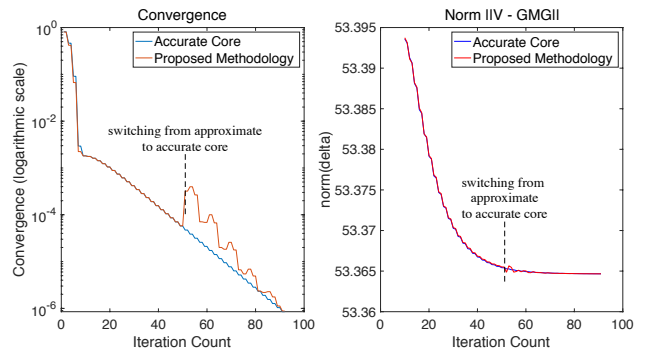 Convergence
Accurate Core
Proposed Methodology
switching from approximate
to accurate core
Convergence (logarithmic scale)
10^0
10^-2
10^-4
10^-6
0 20 40 60 80 100
Iteration Count
Norm IIV - GMGII
Accurate Core
Proposed Methodology
switching from
approximate
to accurate core
norm(delta)
53.395
53.39
53.385
53.38
53.375
53.37
53.365
53.36
0 20 40 60 80 100
Iteration Count